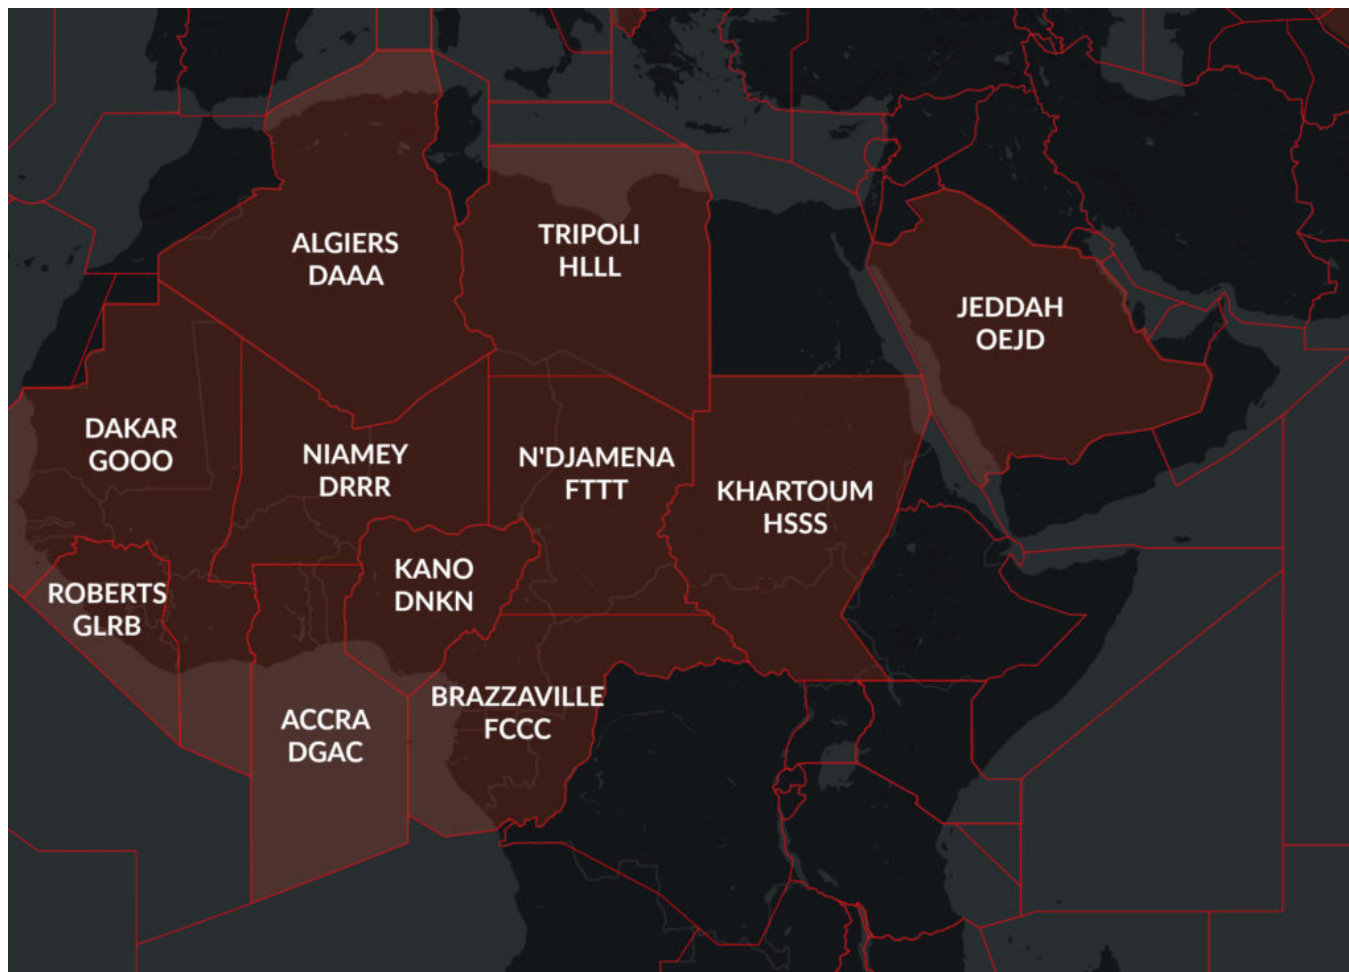 ALGIERS
DAAA
TRIPOLI
HLLL
JEDDAH
OEJD
DAKAR
GOOO
NIAMEY
DRRR
N'DJAMENA
FTTT
KHARTOUM
HSSS
KANO
DNKN
ROBERTS
GLRB
BRAZZAVILLE
FCCC
ACCRA
DGAC